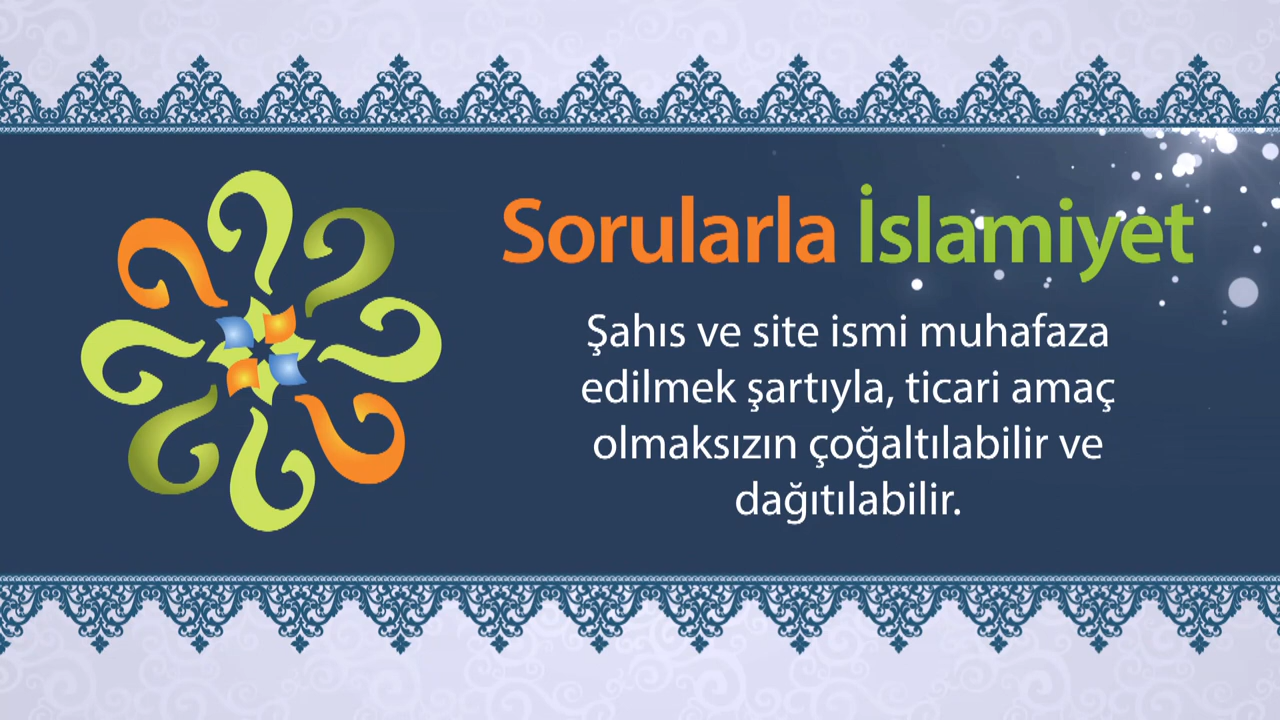 Sorularla İslamiyet
Şahıs ve site ismi muhafaza
edilmek şartıyla, ticari amaç
olmaksızın çoğaltılabilir ve
dağıtılabilir.